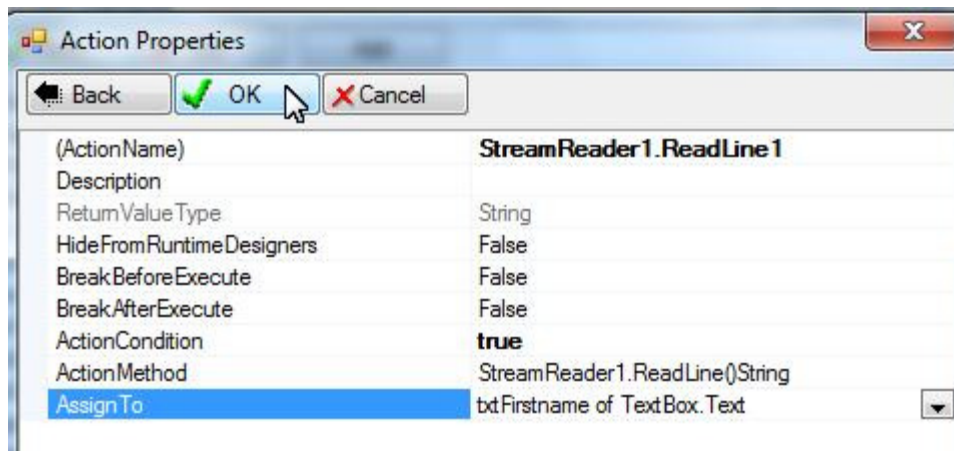 Action Properties
Back OK Cancel
(ActionName) StreamReader1.ReadLine1
Description
ReturnValueType String
HideFromRuntimeDesigners False
BreakBeforeExecute False
BreakAfterExecute False
ActionCondition true
ActionMethod StreamReader1.ReadLine()String
AssignTo txtFirstname of TextBox.Text